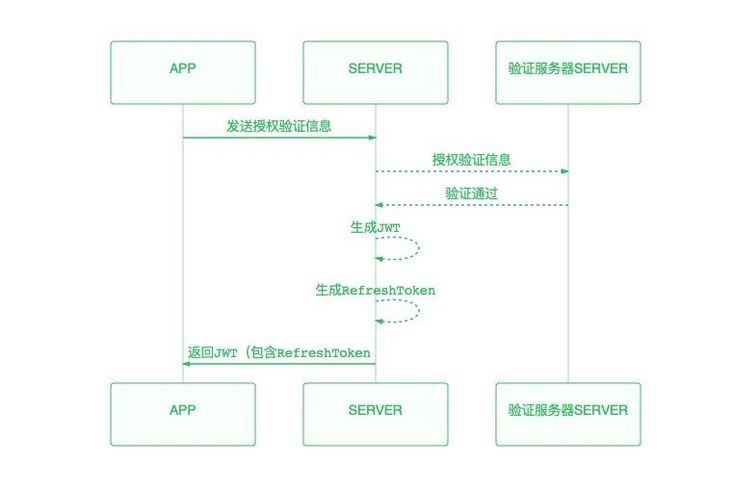 APP
SERVER
验证服务器SERVER
发送授权验证信息
授权验证信息
验证通过
生成JWT
生成RefreshToken
返回JWT（包含RefreshToken
APP
SERVER
验证服务器SERVER